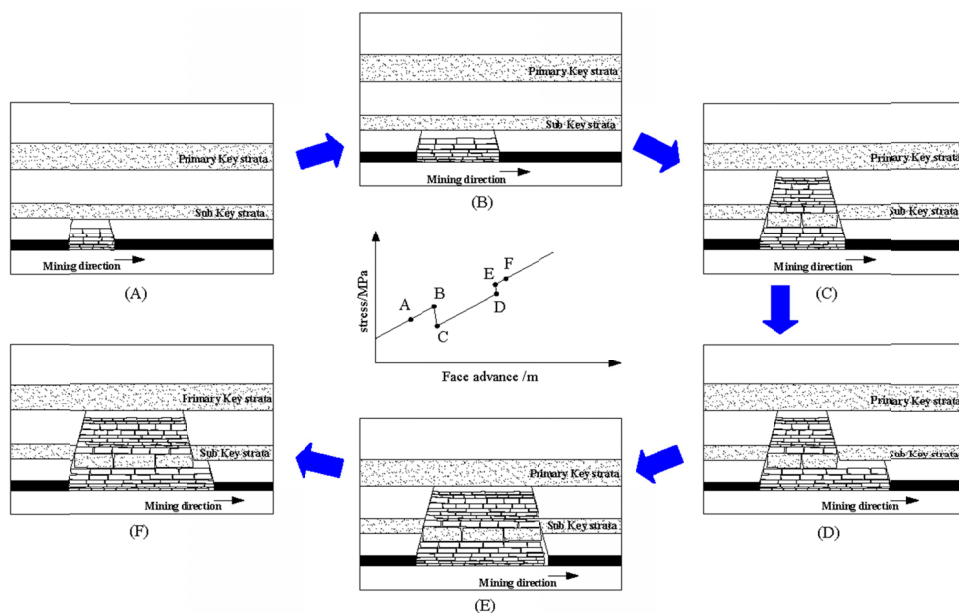 Primary Key strata
Sub Key strata
Mining direction
(A)
Primary Key strata
Sub Key strata
Mining direction
(B)
Primary Key strata
Sub Key strata
Mining direction
(C)
stress/MPa
A
B
C
D
E
F
Face advance /m
Primary Key strata
Sub Key strata
Mining direction
(F)
Primary Key strata
Sub Key strata
Mining direction
(E)
Primary Key strata
Sub Key strata
Mining direction
(D)